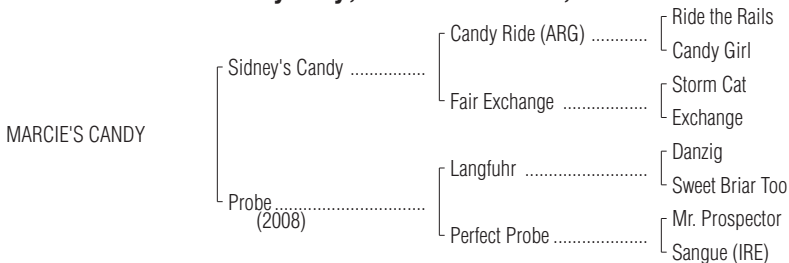 Ride the Rails
Candy Ride (ARG) ............
Candy Girl
Sidney's Candy ................
Storm Cat
Fair Exchange ..................
Exchange
MARCIE'S CANDY
Danzig
Langfuhr .........................
Sweet Briar Too
Probe ................................
(2008)
Mr. Prospector
Perfect Probe ....................
Sangue (IRE)